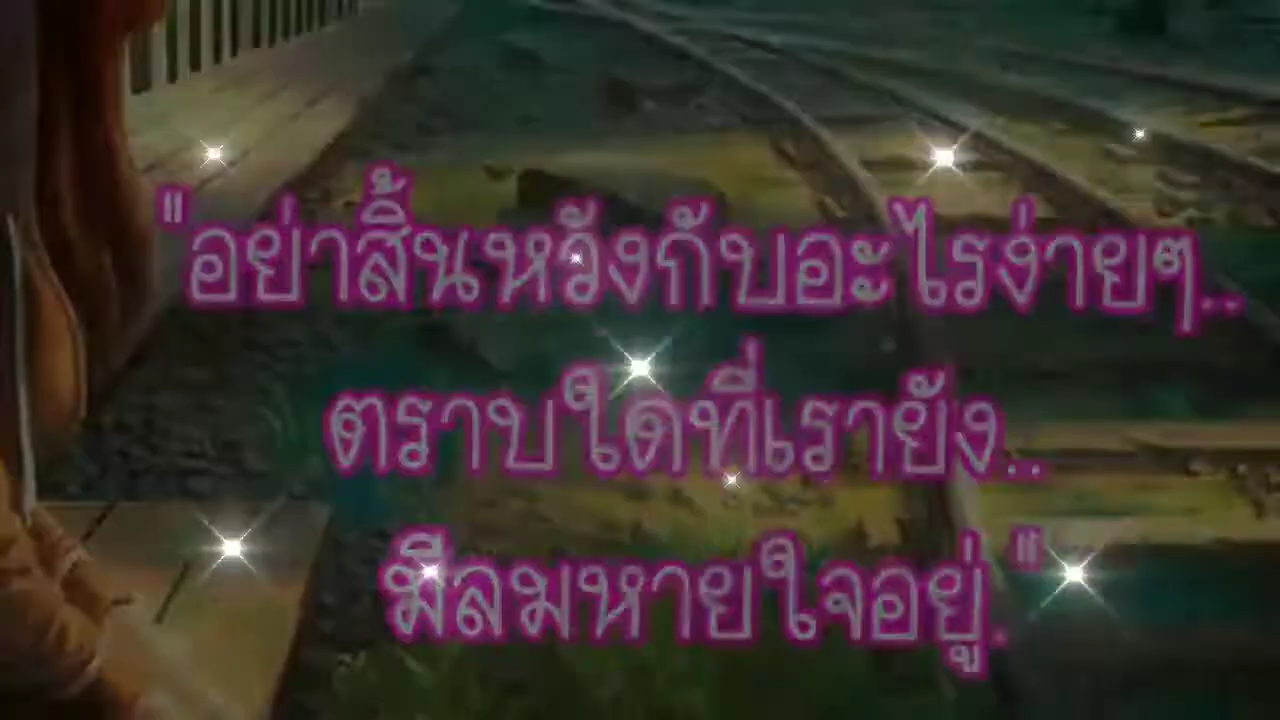 "อย่าสิ้นหวังกับอะไรง่ายๆ..
ตราบใดที่เรายัง..
มีลมหายใจอยู่."